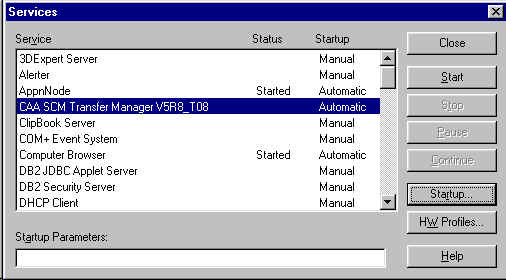 Services
Service Status Startup
3DExpert Server Manual
Alerter Manual
AppnNode Started Automatic
CAA SCM Transfer Manager V5R8_T08 Automatic
ClipBook Server Manual
COM+ Event System Manual
Computer Browser Started Automatic
DB2 JDBC Applet Server Manual
DB2 Security Server Manual
DHCP Client Manual
Startup Parameters:
Close
Start
Stop
Pause
Continue
Startup...
HW Profiles...
Help